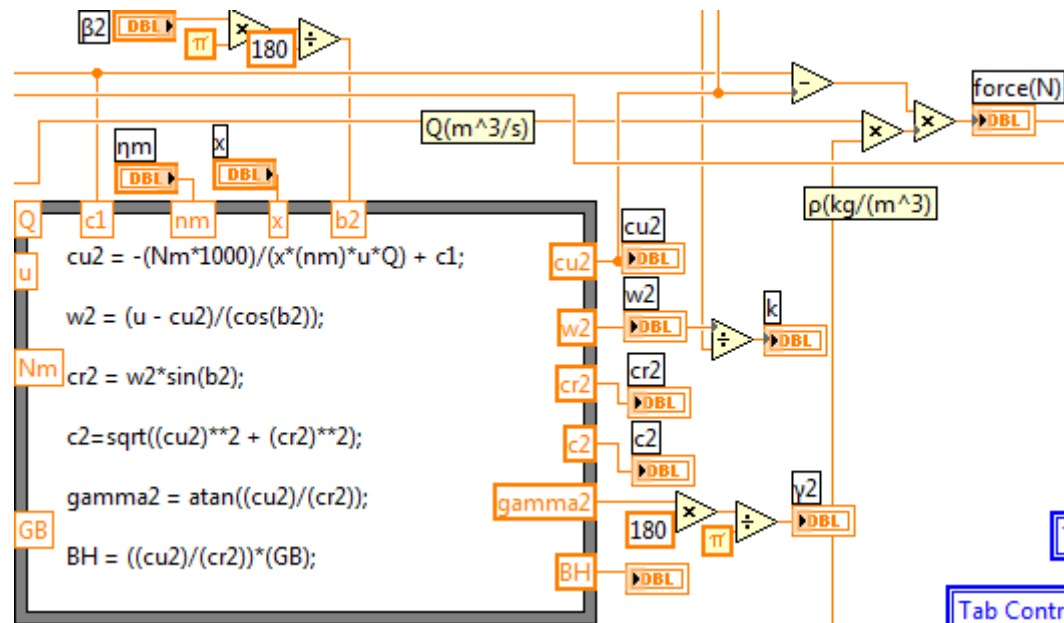 β2
DBL
π
×
180
÷
-
force(N)
DBL
×
×
Q(m^3/s)
ηm
DBL
x
DBL
ρ(kg/(m^3)
Q
c1
nm
x
b2
u
cu2 = -(Nm*1000)/(x*(nm)*u*Q) + c1;
cu2
cu2
DBL
w2 = (u - cu2)/(cos(b2));
w2
w2
DBL
÷
k
DBL
Nm
cr2 = w2*sin(b2);
cr2
cr2
DBL
c2=sqrt((cu2)**2 + (cr2)**2);
c2
c2
DBL
gamma2 = atan((cu2)/(cr2));
gamma2
180
×
π
÷
γ2
DBL
GB
BH = ((cu2)/(cr2))*(GB);
BH
DBL
Tab Contr